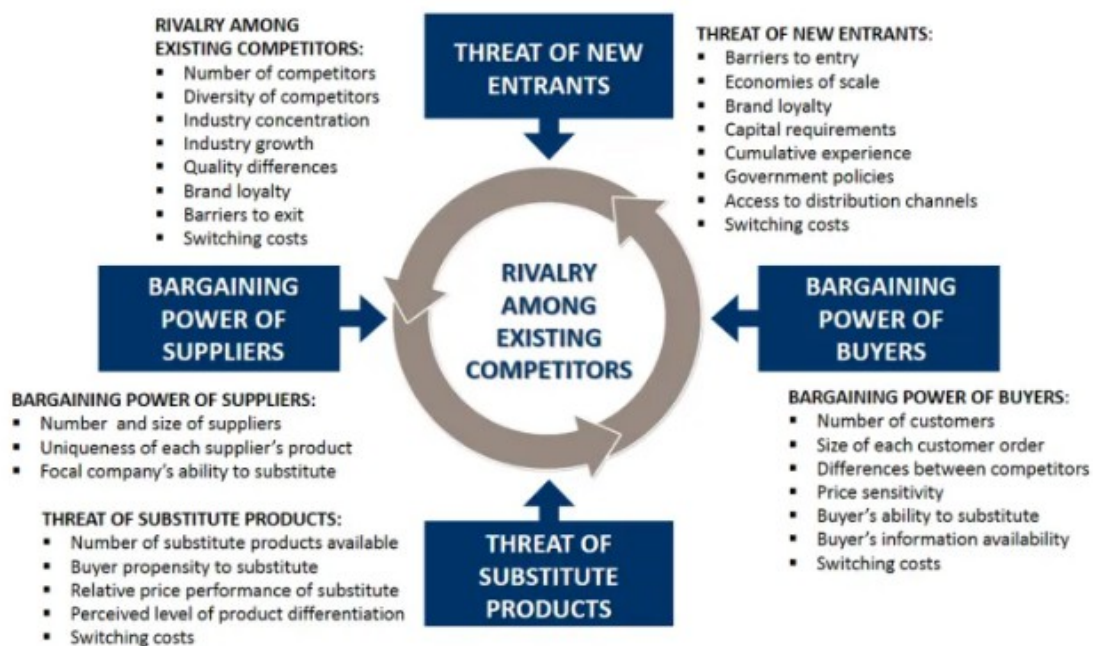 RIVALRY AMONG
EXISTING COMPETITORS:
▪ Number of competitors
▪ Diversity of competitors
▪ Industry concentration
▪ Industry growth
▪ Quality differences
▪ Brand loyalty
▪ Barriers to exit
▪ Switching costs
THREAT OF NEW
ENTRANTS
THREAT OF NEW ENTRANTS:
▪ Barriers to entry
▪ Economies of scale
▪ Brand loyalty
▪ Capital requirements
▪ Cumulative experience
▪ Government policies
▪ Access to distribution channels
▪ Switching costs
BARGAINING
POWER OF
SUPPLIERS
RIVALRY
AMONG
EXISTING
COMPETITORS
BARGAINING
POWER OF
BUYERS
BARGAINING POWER OF SUPPLIERS:
▪ Number and size of suppliers
▪ Uniqueness of each supplier's product
▪ Focal company's ability to substitute
BARGAINING POWER OF BUYERS:
▪ Number of customers
▪ Size of each customer order
▪ Differences between competitors
▪ Price sensitivity
▪ Buyer's ability to substitute
▪ Buyer's information availability
▪ Switching costs
THREAT OF SUBSTITUTE PRODUCTS:
▪ Number of substitute products available
▪ Buyer propensity to substitute
▪ Relative price performance of substitute
▪ Perceived level of product differentiation
▪ Switching costs
THREAT OF
SUBSTITUTE
PRODUCTS